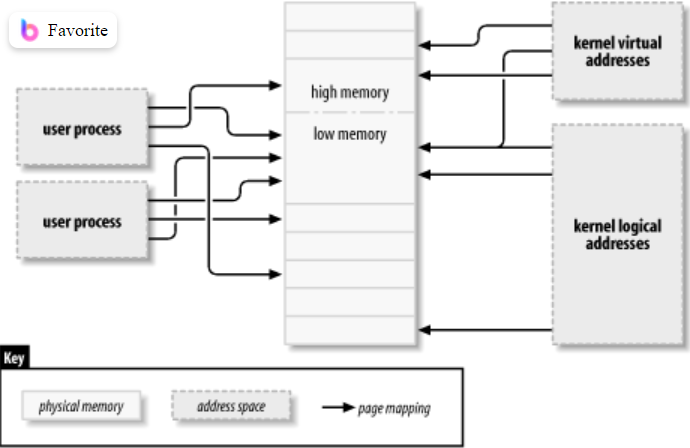 Favorite
kernel virtual
addresses
high memory
user process
low memory
user process
kernel logical
addresses
Key
physical memory
address space
page mapping